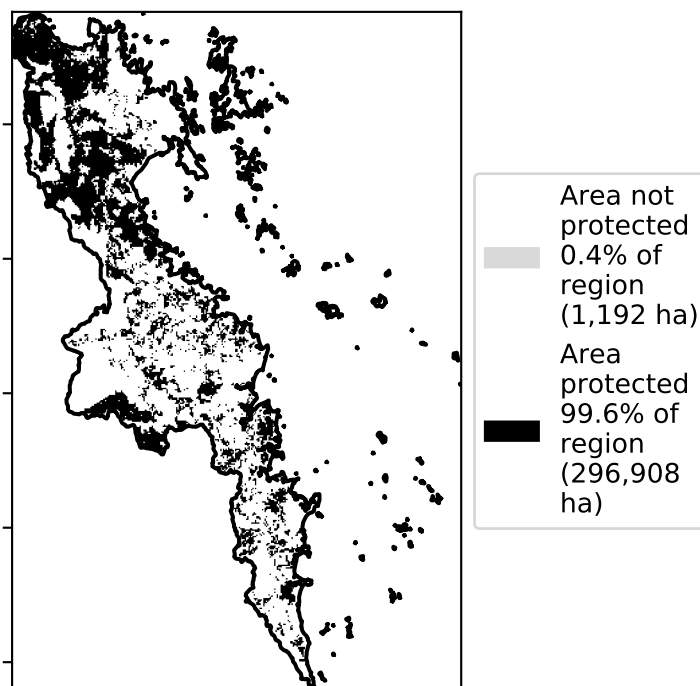 Area not
protected
0.4% of
region
(1,192 ha)
Area
protected
99.6% of
region
(296,908
ha)